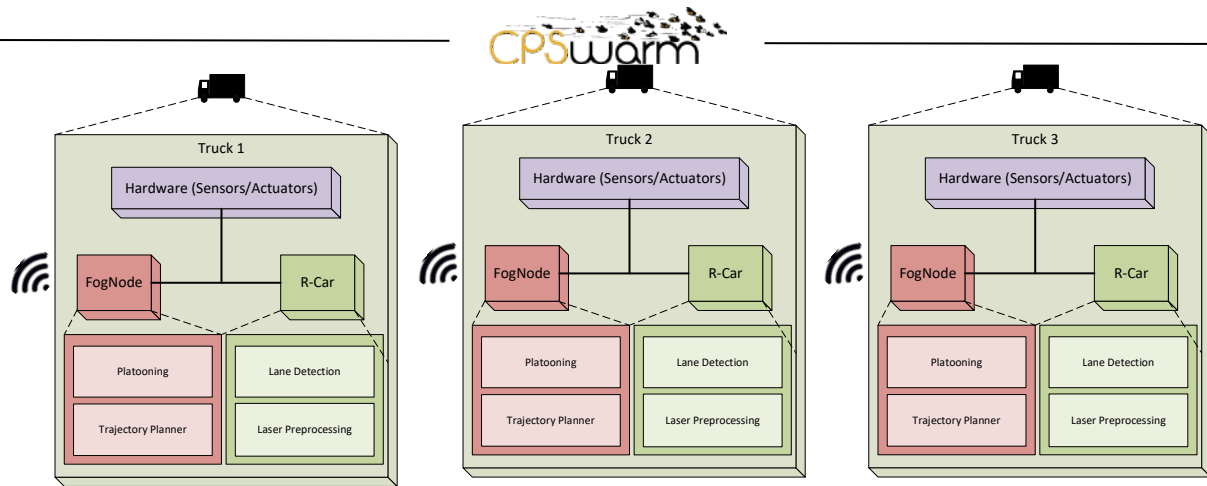 CPSwarm
Truck 1
Hardware (Sensors/Actuators)
FogNode
R-Car
Platooning
Lane Detection
Trajectory Planner
Laser Preprocessing
Truck 2
Hardware (Sensors/Actuators)
FogNode
R-Car
Platooning
Lane Detection
Trajectory Planner
Laser Preprocessing
Truck 3
Hardware (Sensors/Actuators)
FogNode
R-Car
Platooning
Lane Detection
Trajectory Planner
Laser Preprocessing